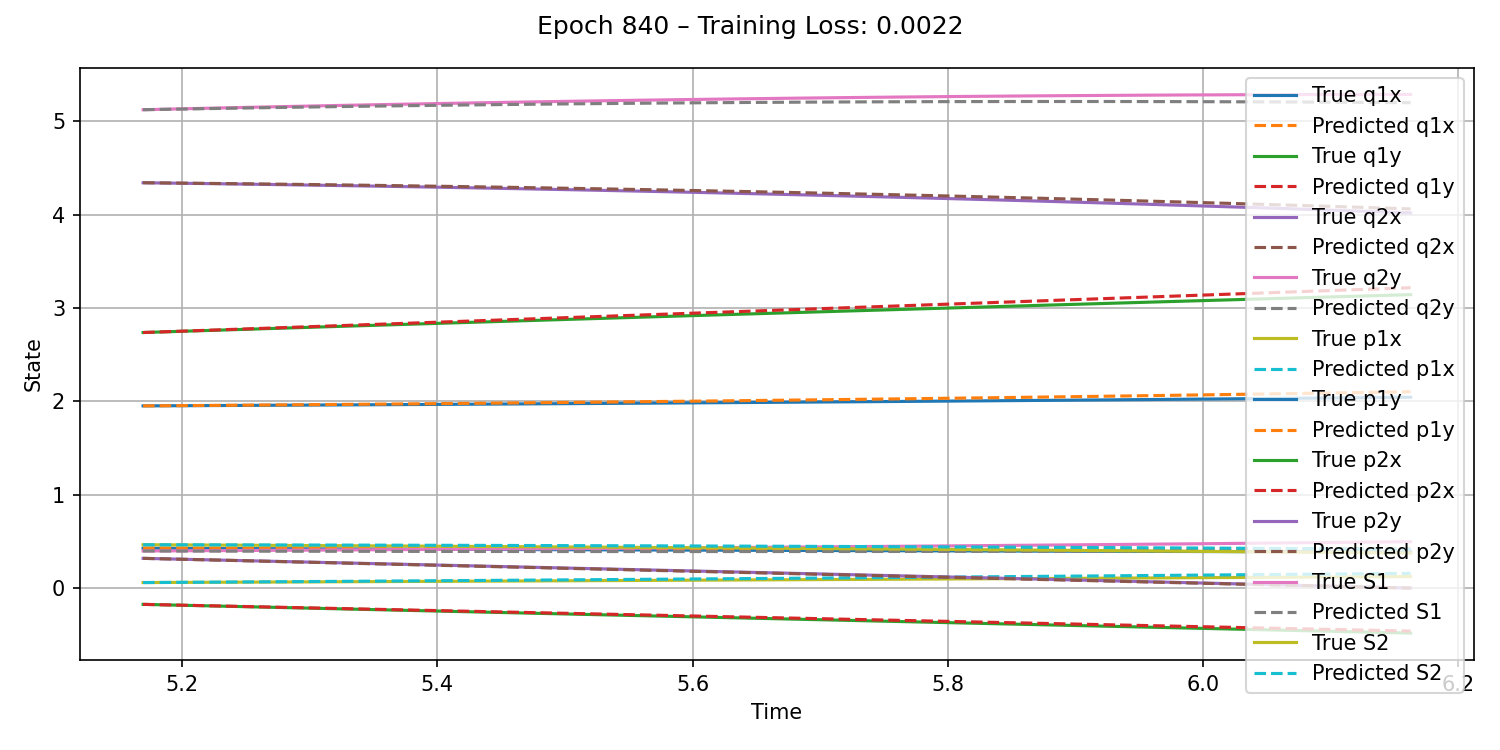 Epoch 840 – Training Loss: 0.0022
State
5
4
3
2
1
0
True q1x
Predicted q1x
True q1y
Predicted q1y
True q2x
Predicted q2x
True q2y
Predicted q2y
True p1x
Predicted p1x
True p1y
Predicted p1y
True p2x
Predicted p2x
True p2y
Predicted p2y
True S1
Predicted S1
True S2
Predicted S2
5.2 5.4 5.6 5.8 6.0 6.2
Time